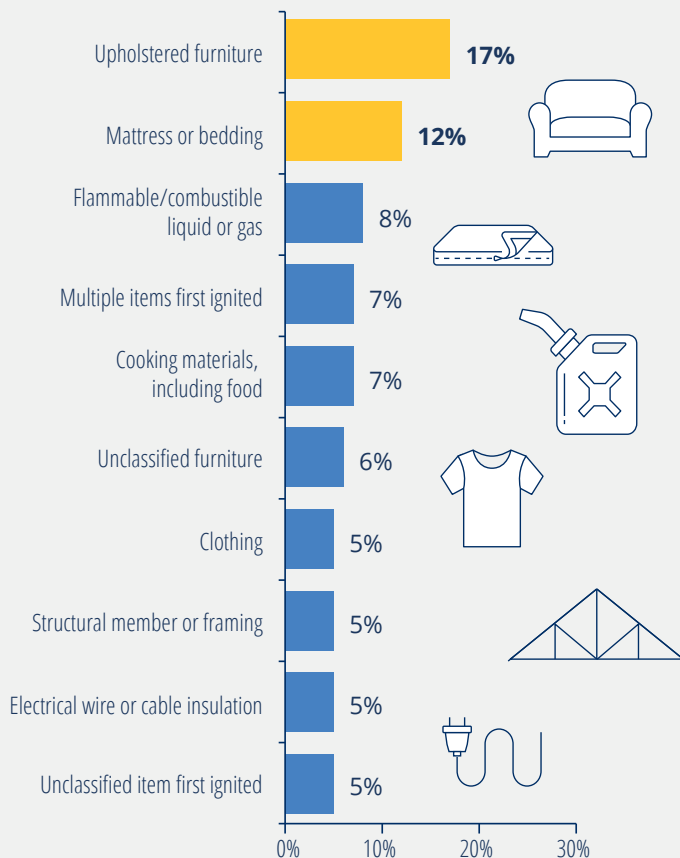 Upholstered furniture
17%
Mattress or bedding
12%
Flammable/combustible
liquid or gas
8%
Multiple items first ignited
7%
Cooking materials,
including food
7%
Unclassified furniture
6%
Clothing
5%
Structural member or framing
5%
Electrical wire or cable insulation
5%
Unclassified item first ignited
5%
0% 10% 20% 30%